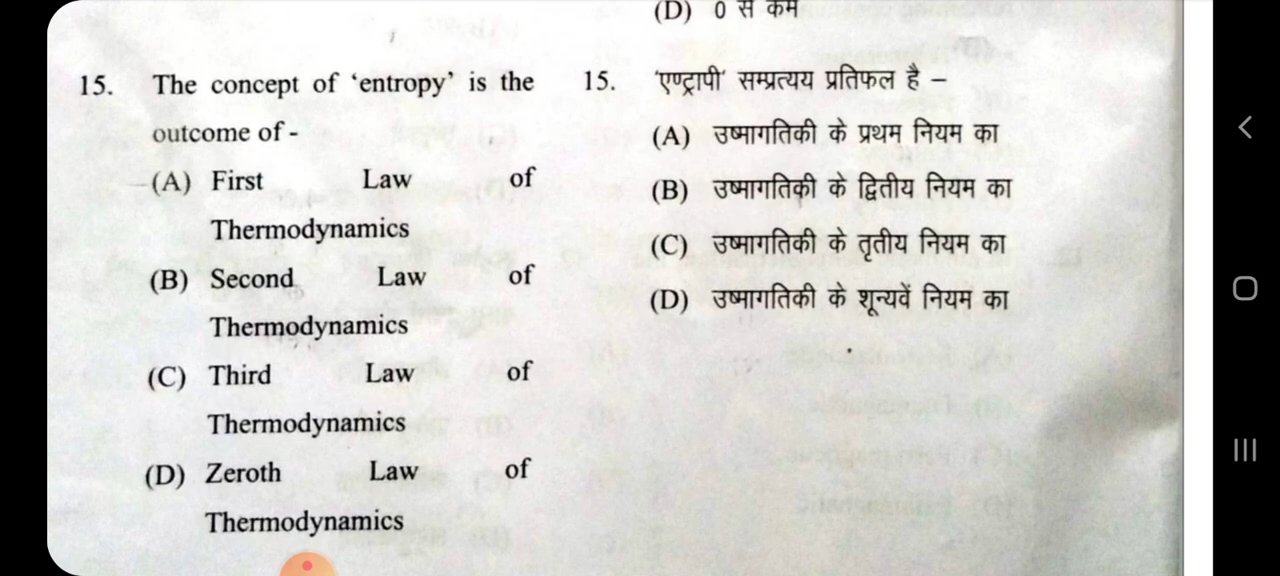 (D) 0 से कम
15. The concept of ‘entropy’ is the
outcome of -
(A) First Law of
Thermodynamics
(B) Second Law of
Thermodynamics
(C) Third Law of
Thermodynamics
(D) Zeroth Law of
Thermodynamics
15. ‘एण्ट्रापी’ सम्प्रत्यय प्रतिफल है –
(A) उष्मागतिकी के प्रथम नियम का
(B) उष्मागतिकी के द्वितीय नियम का
(C) उष्मागतिकी के तृतीय नियम का
(D) उष्मागतिकी के शून्यवें नियम का